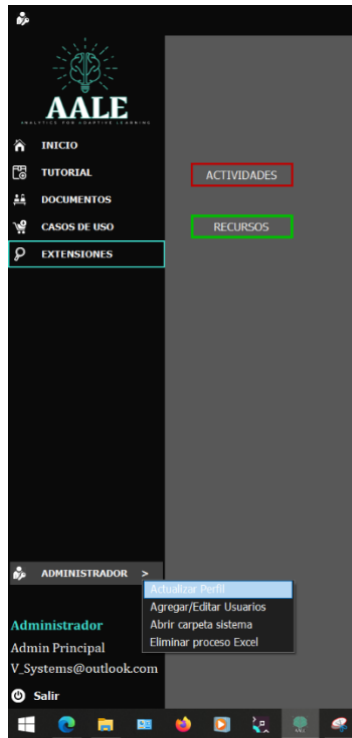 AALE
ANALYTICS FOR ADAPTIVE LEARNING
INICIO
TUTORIAL
DOCUMENTOS
CASOS DE USO
EXTENSIONES
ACTIVIDADES
RECURSOS
ADMINISTRADOR >
Actualizar Perfil
Agregar/Editar Usuarios
Abrir carpeta sistema
Eliminar proceso Excel
Administrador
Admin Principal
V_Systems@outlook.com
Salir